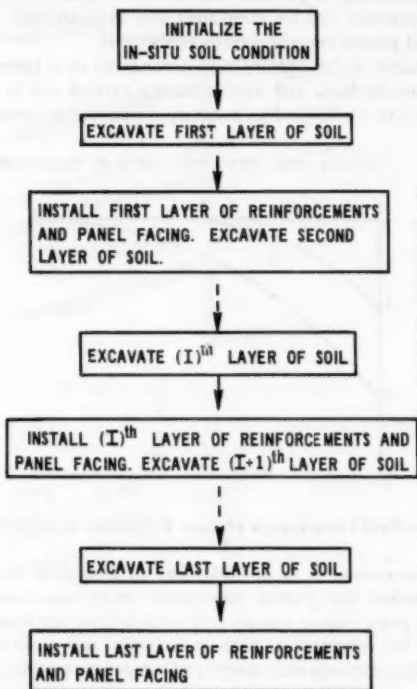 INITIALIZE THE
IN-SITU SOIL CONDITION
EXCAVATE FIRST LAYER OF SOIL
INSTALL FIRST LAYER OF REINFORCEMENTS
AND PANEL FACING. EXCAVATE SECOND
LAYER OF SOIL.
EXCAVATE (I)th LAYER OF SOIL
INSTALL (I)th LAYER OF REINFORCEMENTS AND
PANEL FACING. EXCAVATE (I+1)th LAYER OF SOIL
EXCAVATE LAST LAYER OF SOIL
INSTALL LAST LAYER OF REINFORCEMENTS
AND PANEL FACING